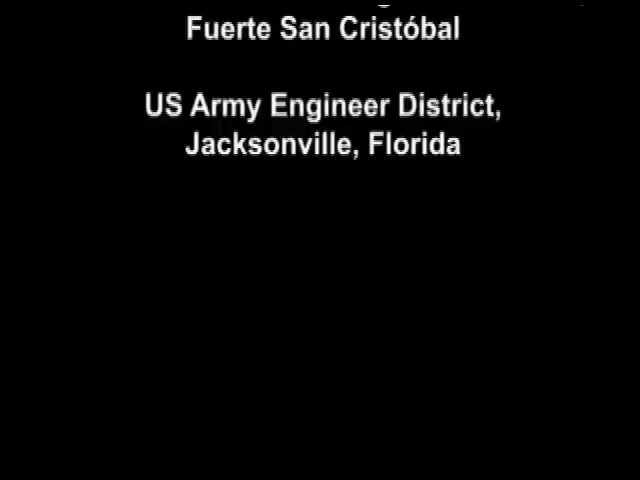 Fuerte San Cristóbal
US Army Engineer District,
Jacksonville, Florida